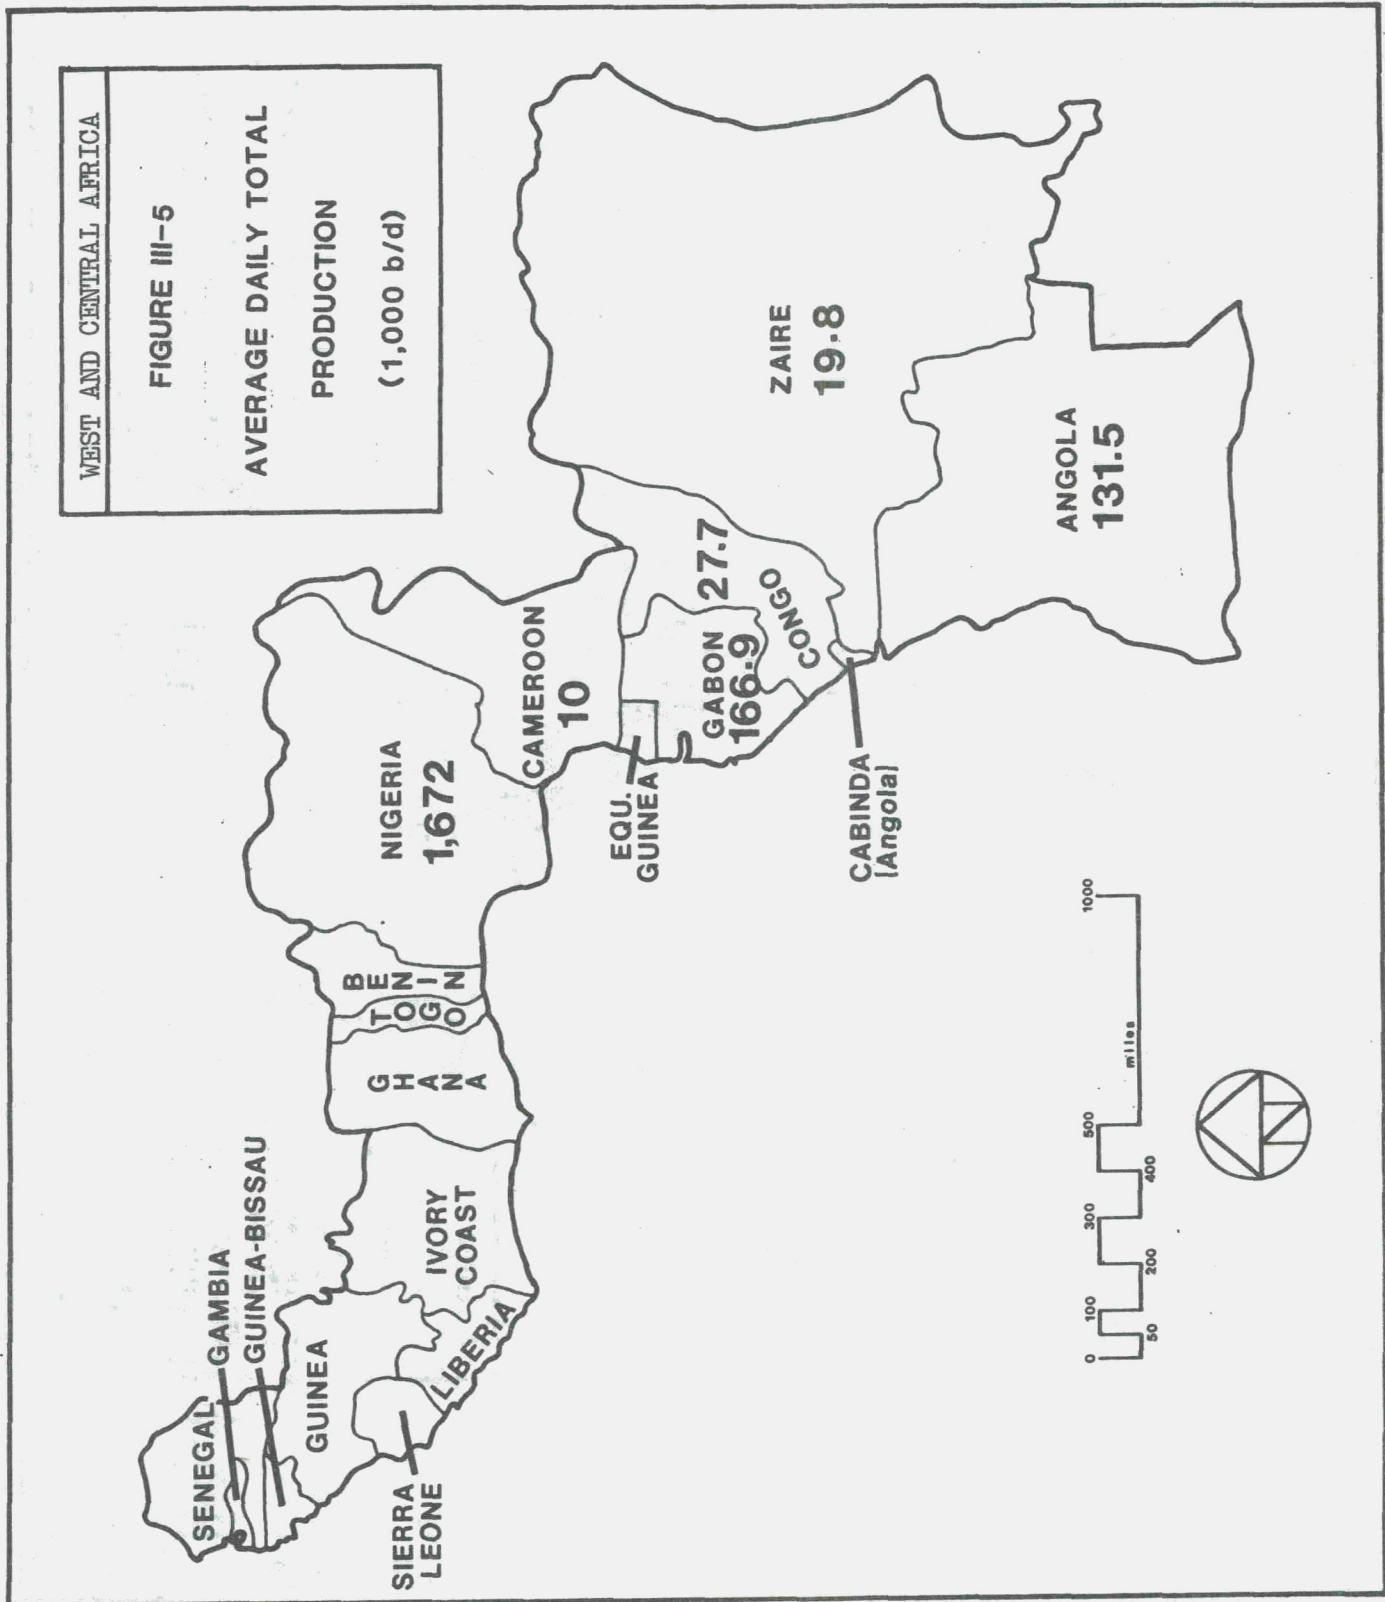 WEST AND CENTRAL AFRICA
FIGURE III-5
AVERAGE DAILY TOTAL
PRODUCTION
(1,000 b/d)
SENEGAL
GAMBIA
GUINEA-BISSAU
GUINEA
SIERRA
LEONE
LIBERIA
IVORY
COAST
GHANA
TOGO
BENIN
NIGERIA
1,672
CAMEROON
10
EQU.
GUINEA
GABON
166.9
27.7
CONGO
CABINDA
(Angola)
ZAIRE
19.8
ANGOLA
131.5
0 100 300 500 1000
50 200 400 miles
N